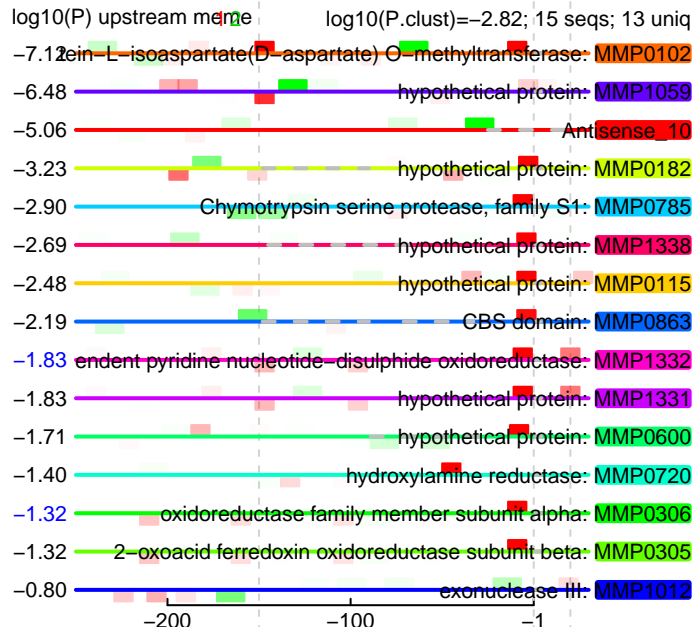 log10(P) upstream meme 12 log10(P.clust)=−2.82; 15 seqs; 13 uniq
−7.12 tein−L−isoaspartate(D−aspartate) O−methyltransferase: MMP0102
−6.48 hypothetical protein: MMP1059
−5.06 Antisense_10
−3.23 hypothetical protein: MMP0182
−2.90 Chymotrypsin serine protease, family S1: MMP0785
−2.69 hypothetical protein: MMP1338
−2.48 hypothetical protein: MMP0115
−2.19 CBS domain: MMP0863
−1.83 endent pyridine nucleotide−disulphide oxidoreductase: MMP1332
−1.83 hypothetical protein: MMP1331
−1.71 hypothetical protein: MMP0600
−1.40 hydroxylamine reductase: MMP0720
−1.32 oxidoreductase family member subunit alpha: MMP0306
−1.32 2−oxoacid ferredoxin oxidoreductase subunit beta: MMP0305
−0.80 exonuclease III: MMP1012
−200 −100 −1